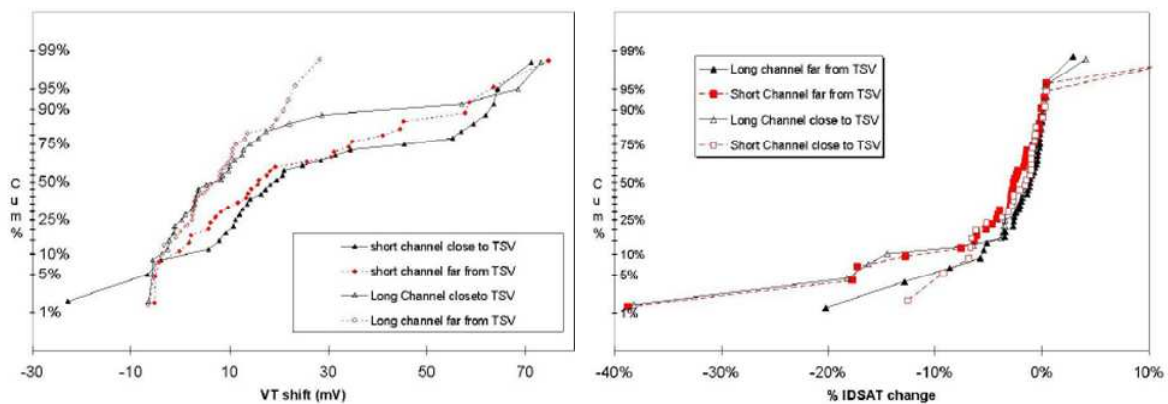 99%
95%
90%
75%
50%
25%
10%
5%
1%
Cum%
-30 -10 10 30 50 70
VT shift (mV)
short channel close to TSV
short channel far from TSV
Long Channel closeto TSV
Long channel far from TSV
99%
95%
90%
75%
50%
25%
10%
5%
1%
Cum%
-40% -30% -20% -10% 0% 10%
% IDSAT change
Long channel far from TSV
Short Channel far from TSV
Long Channel close to TSV
Short Channel close to TSV